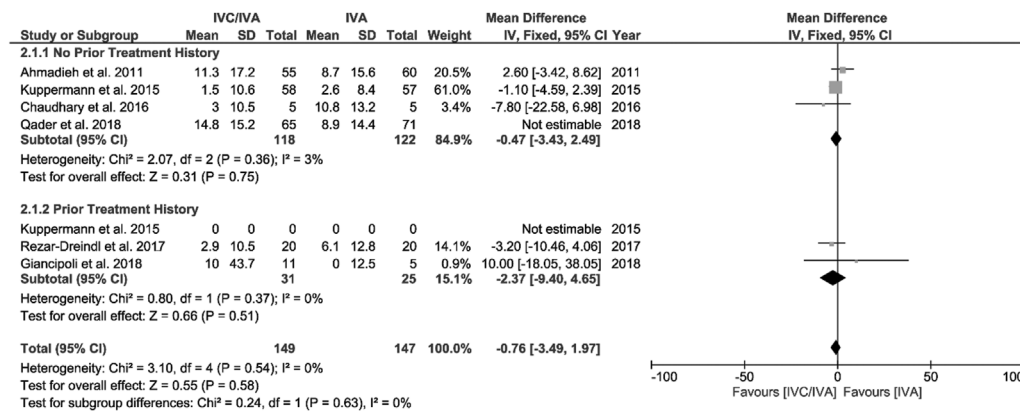 IVC/IVA IVA Mean Difference Mean Difference
Study or Subgroup Mean SD Total Mean SD Total Weight IV, Fixed, 95% CI Year IV, Fixed, 95% CI
2.1.1 No Prior Treatment History
Ahmadieh et al. 2011 11.3 17.2 55 8.7 15.6 60 20.5% 2.60 [-3.42, 8.62] 2011
Kuppermann et al. 2015 1.5 10.6 58 2.6 8.4 57 61.0% -1.10 [-4.59, 2.39] 2015
Chaudhary et al. 2016 3 10.5 5 10.8 13.2 5 3.4% -7.80 [-22.58, 6.98] 2016
Qader et al. 2018 14.8 15.2 65 8.9 14.4 71 Not estimable 2018
Subtotal (95% CI) 118 122 84.9% -0.47 [-3.43, 2.49]
Heterogeneity: Chi² = 2.07, df = 2 (P = 0.36); I² = 3%
Test for overall effect: Z = 0.31 (P = 0.75)
2.1.2 Prior Treatment History
Kuppermann et al. 2015 0 0 0 0 0 0 Not estimable 2015
Rezar-Dreindl et al. 2017 2.9 10.5 20 6.1 12.8 20 14.1% -3.20 [-10.46, 4.06] 2017
Giancipoli et al. 2018 10 43.7 11 0 12.5 5 0.9% 10.00 [-18.05, 38.05] 2018
Subtotal (95% CI) 31 25 15.1% -2.37 [-9.40, 4.65]
Heterogeneity: Chi² = 0.80, df = 1 (P = 0.37); I² = 0%
Test for overall effect: Z = 0.66 (P = 0.51)
Total (95% CI) 149 147 100.0% -0.76 [-3.49, 1.97]
Heterogeneity: Chi² = 3.10, df = 4 (P = 0.54); I² = 0%
Test for overall effect: Z = 0.55 (P = 0.58)
Test for subgroup differences: Chi² = 0.24, df = 1 (P = 0.63), I² = 0%
-100 -50 0 50 100
Favours [IVC/IVA] Favours [IVA]